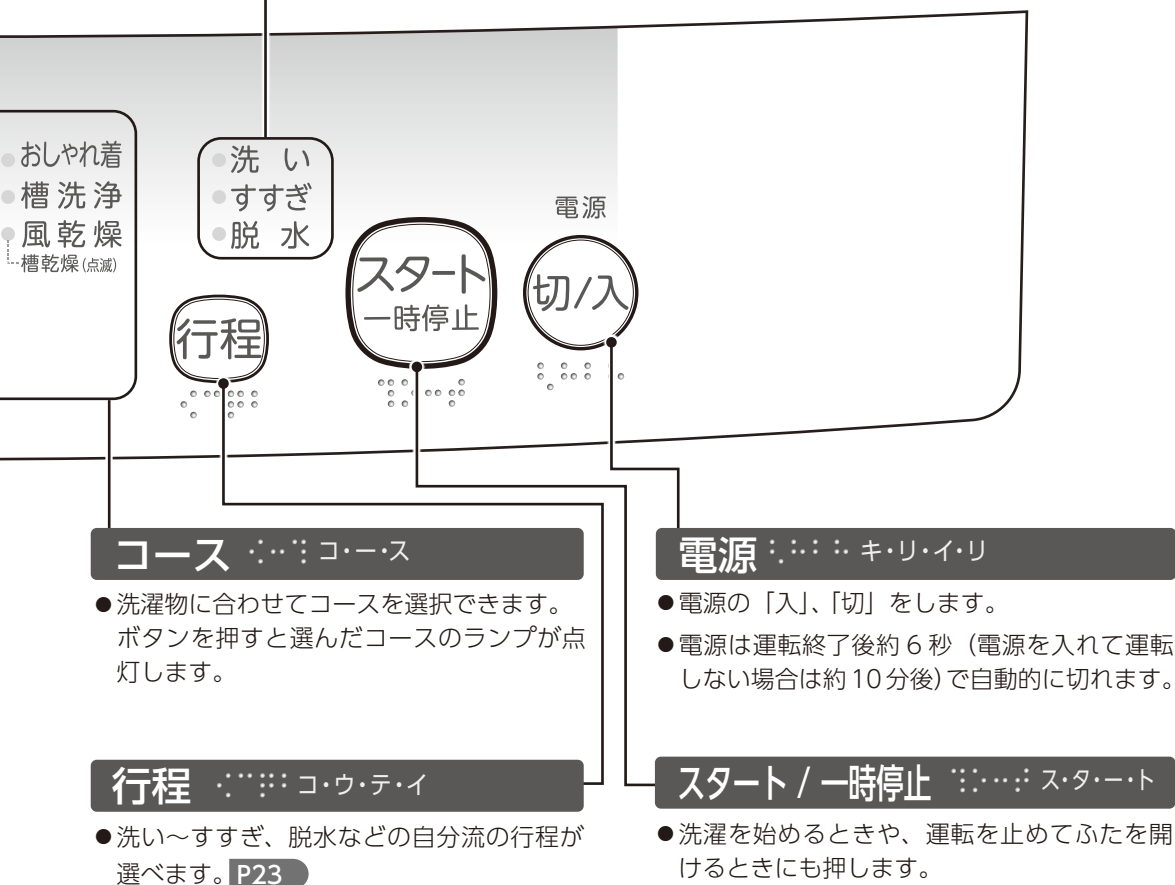 おしゃれ着
槽洗浄
風乾燥
槽乾燥(点滅)
洗い
すすぎ
脱水
行程
スタート
一時停止
電源
切/入
コース ⠪⠒⠹ コ・ー・ス
●洗濯物に合わせてコースを選択できます。
ボタンを押すと選んだコースのランプが点
灯します。
行程 ⠪⠉⠟⠃ コ・ウ・テ・イ
●洗い~すすぎ、脱水などの自分流の行程が
選べます。P23
電源 ⠣⠓⠃⠓ キ・リ・イ・リ
●電源の「入」、「切」をします。
●電源は運転終了後約6秒(電源を入れて運転
しない場合は約10分後)で自動的に切れます。
スタート / 一時停止 ⠹⠕⠒⠞ ス・タ・ー・ト
●洗濯を始めるときや、運転を止めてふたを開
けるときにも押します。